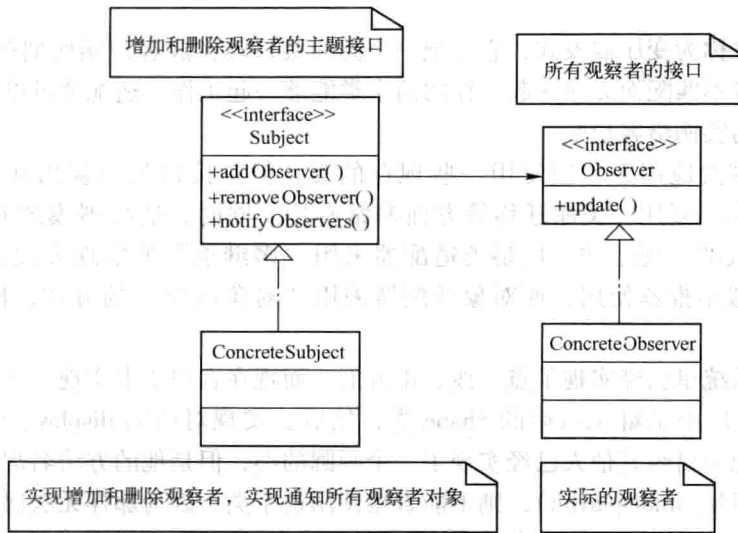 增加和删除观察者的主题接口
所有观察者的接口
<<interface>>
Subject
+addObserver()
+removeObserver()
+notifyObservers()
<<interface>>
Observer
+update()
ConcreteSubject
ConcreteObserver
实现增加和删除观察者，实现通知所有观察者对象
实际的观察者